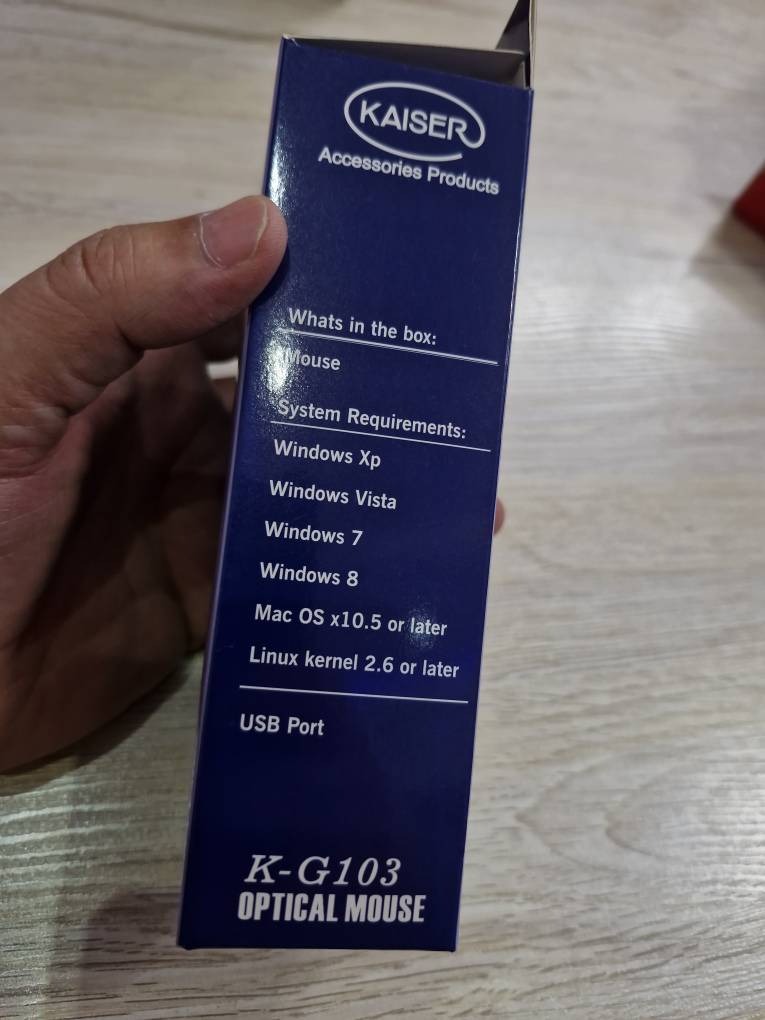 KAISER
Accessories Products
Whats in the box:
Mouse
System Requirements:
Windows Xp
Windows Vista
Windows 7
Windows 8
Mac OS x10.5 or later
Linux kernel 2.6 or later
USB Port
K-G103
OPTICAL MOUSE